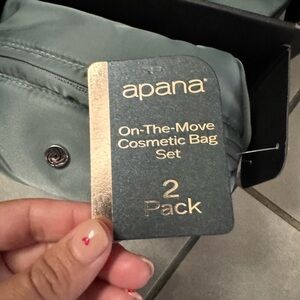 apana
On-The-Move
Cosmetic Bag
Set
2
Pack